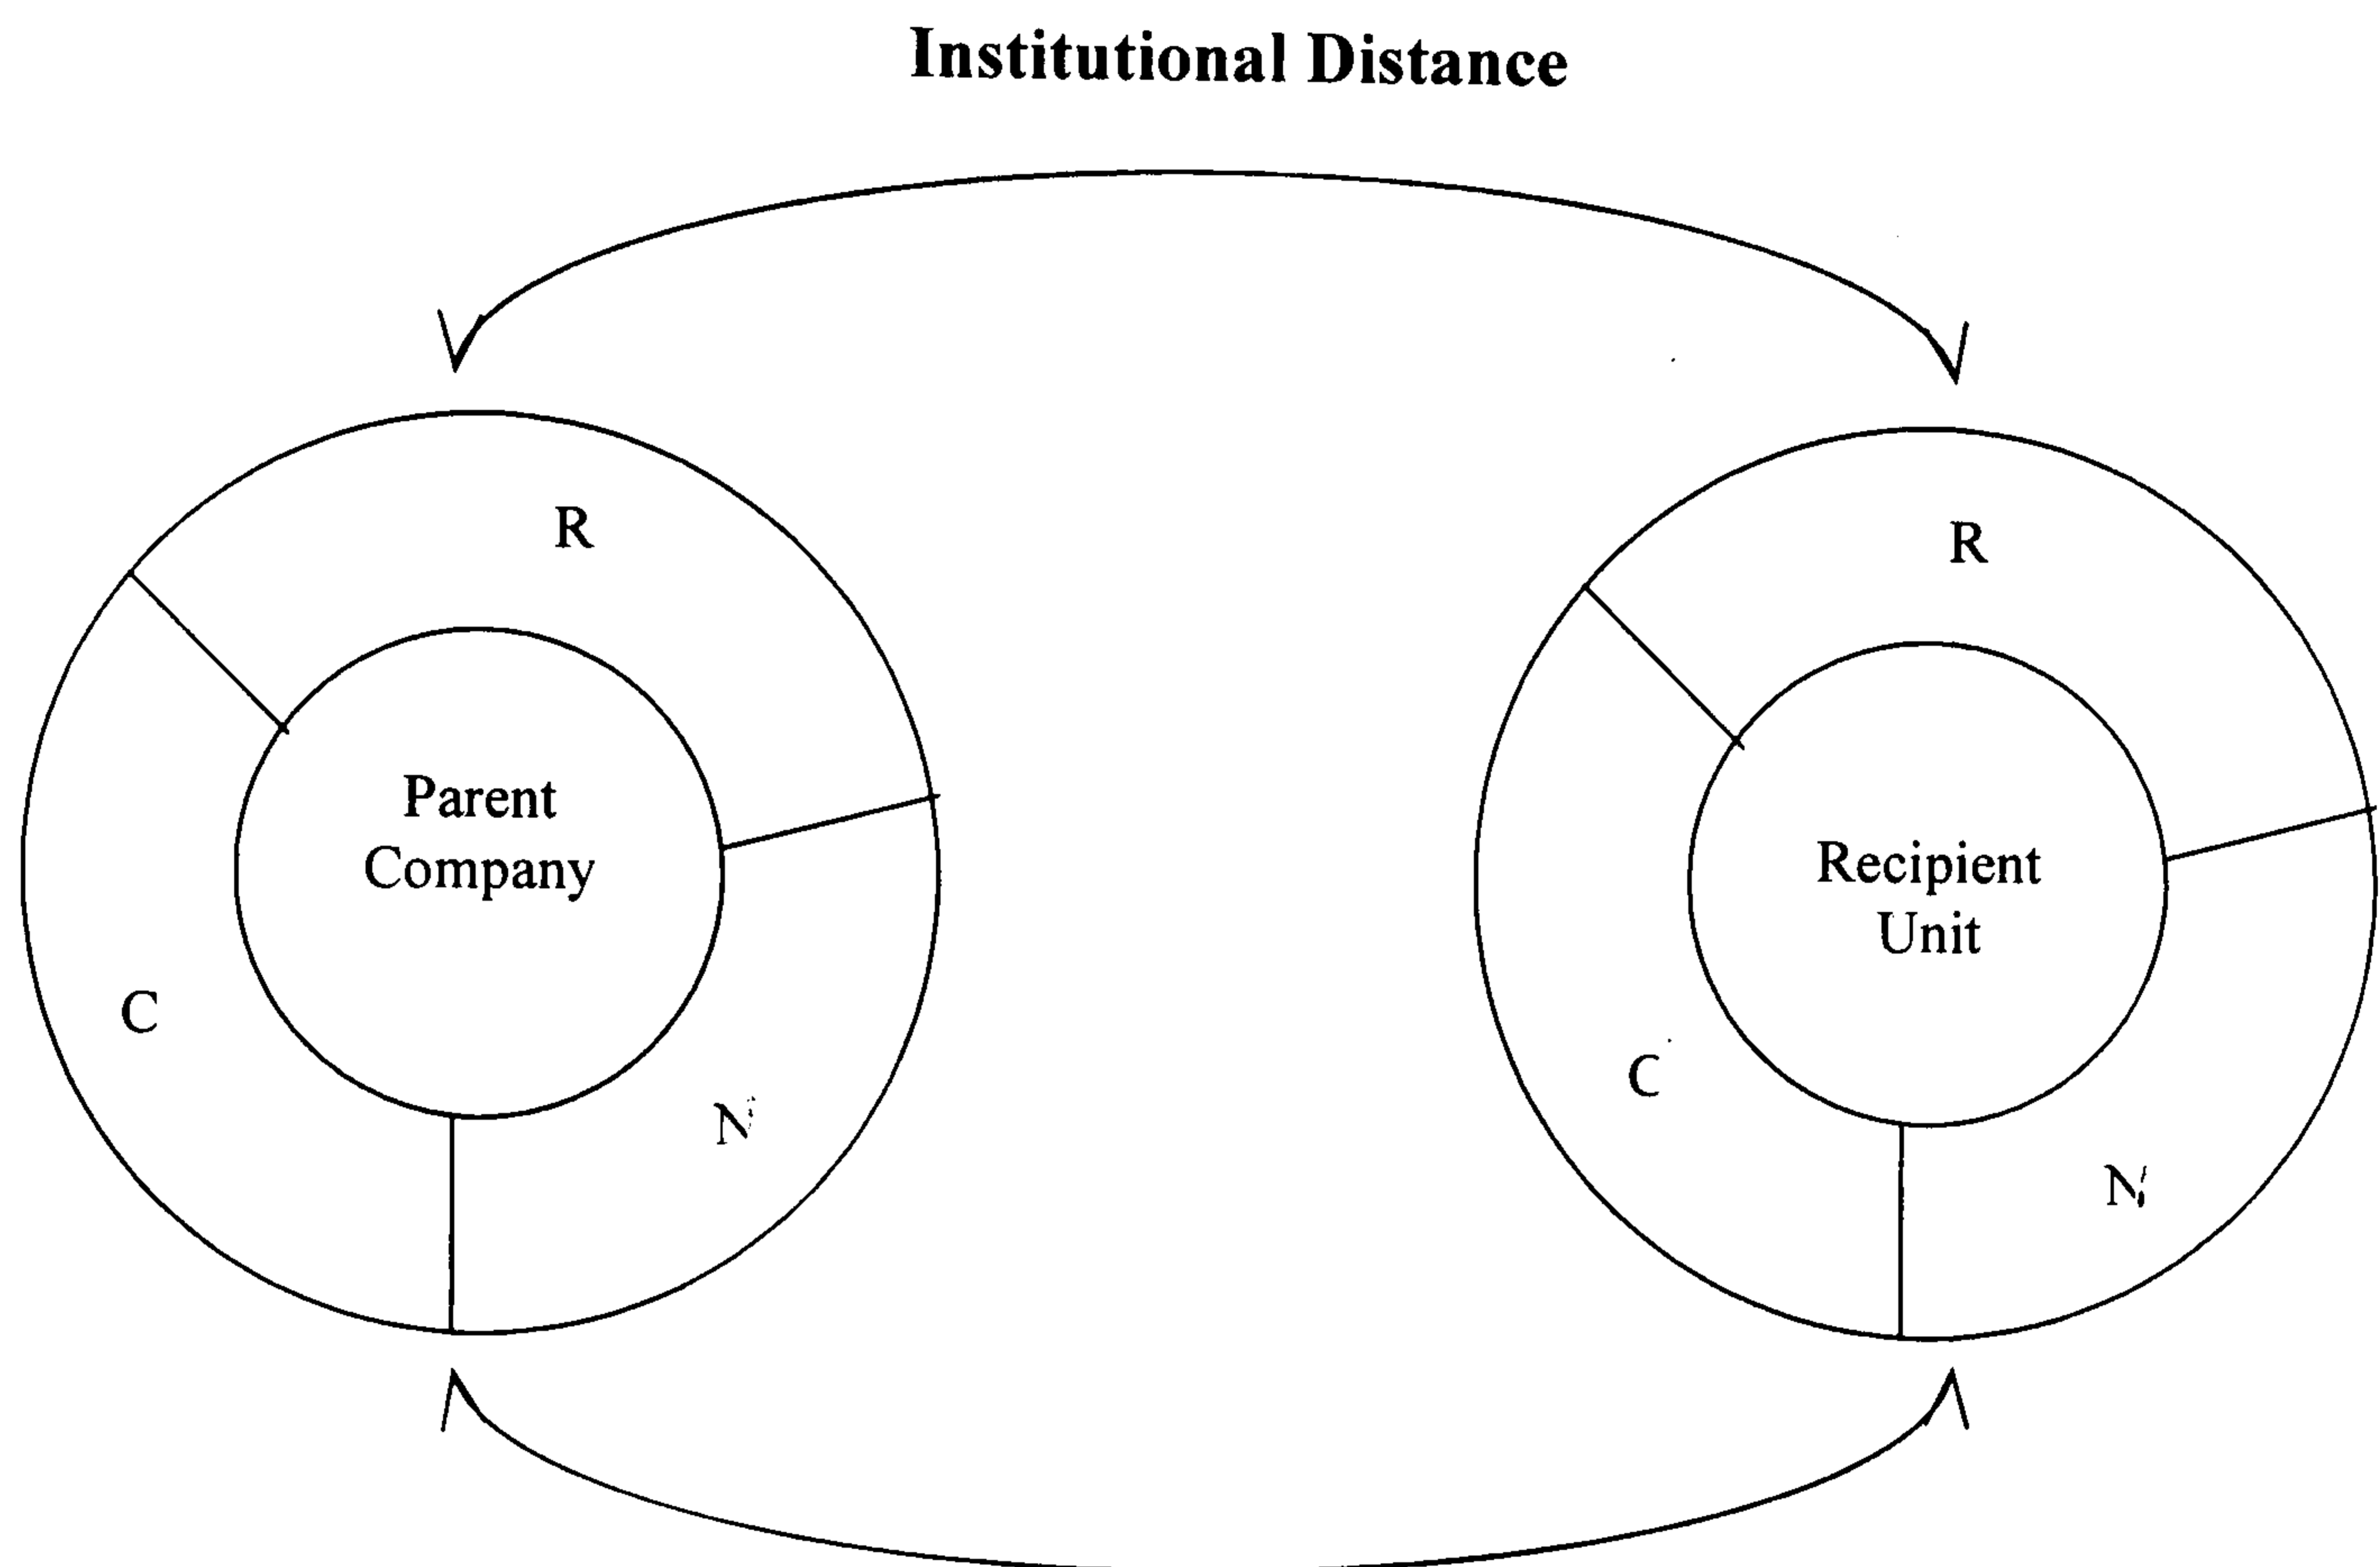 Institutional Distance
R
Parent
Company
C
N
R
Recipient
Unit
C
N